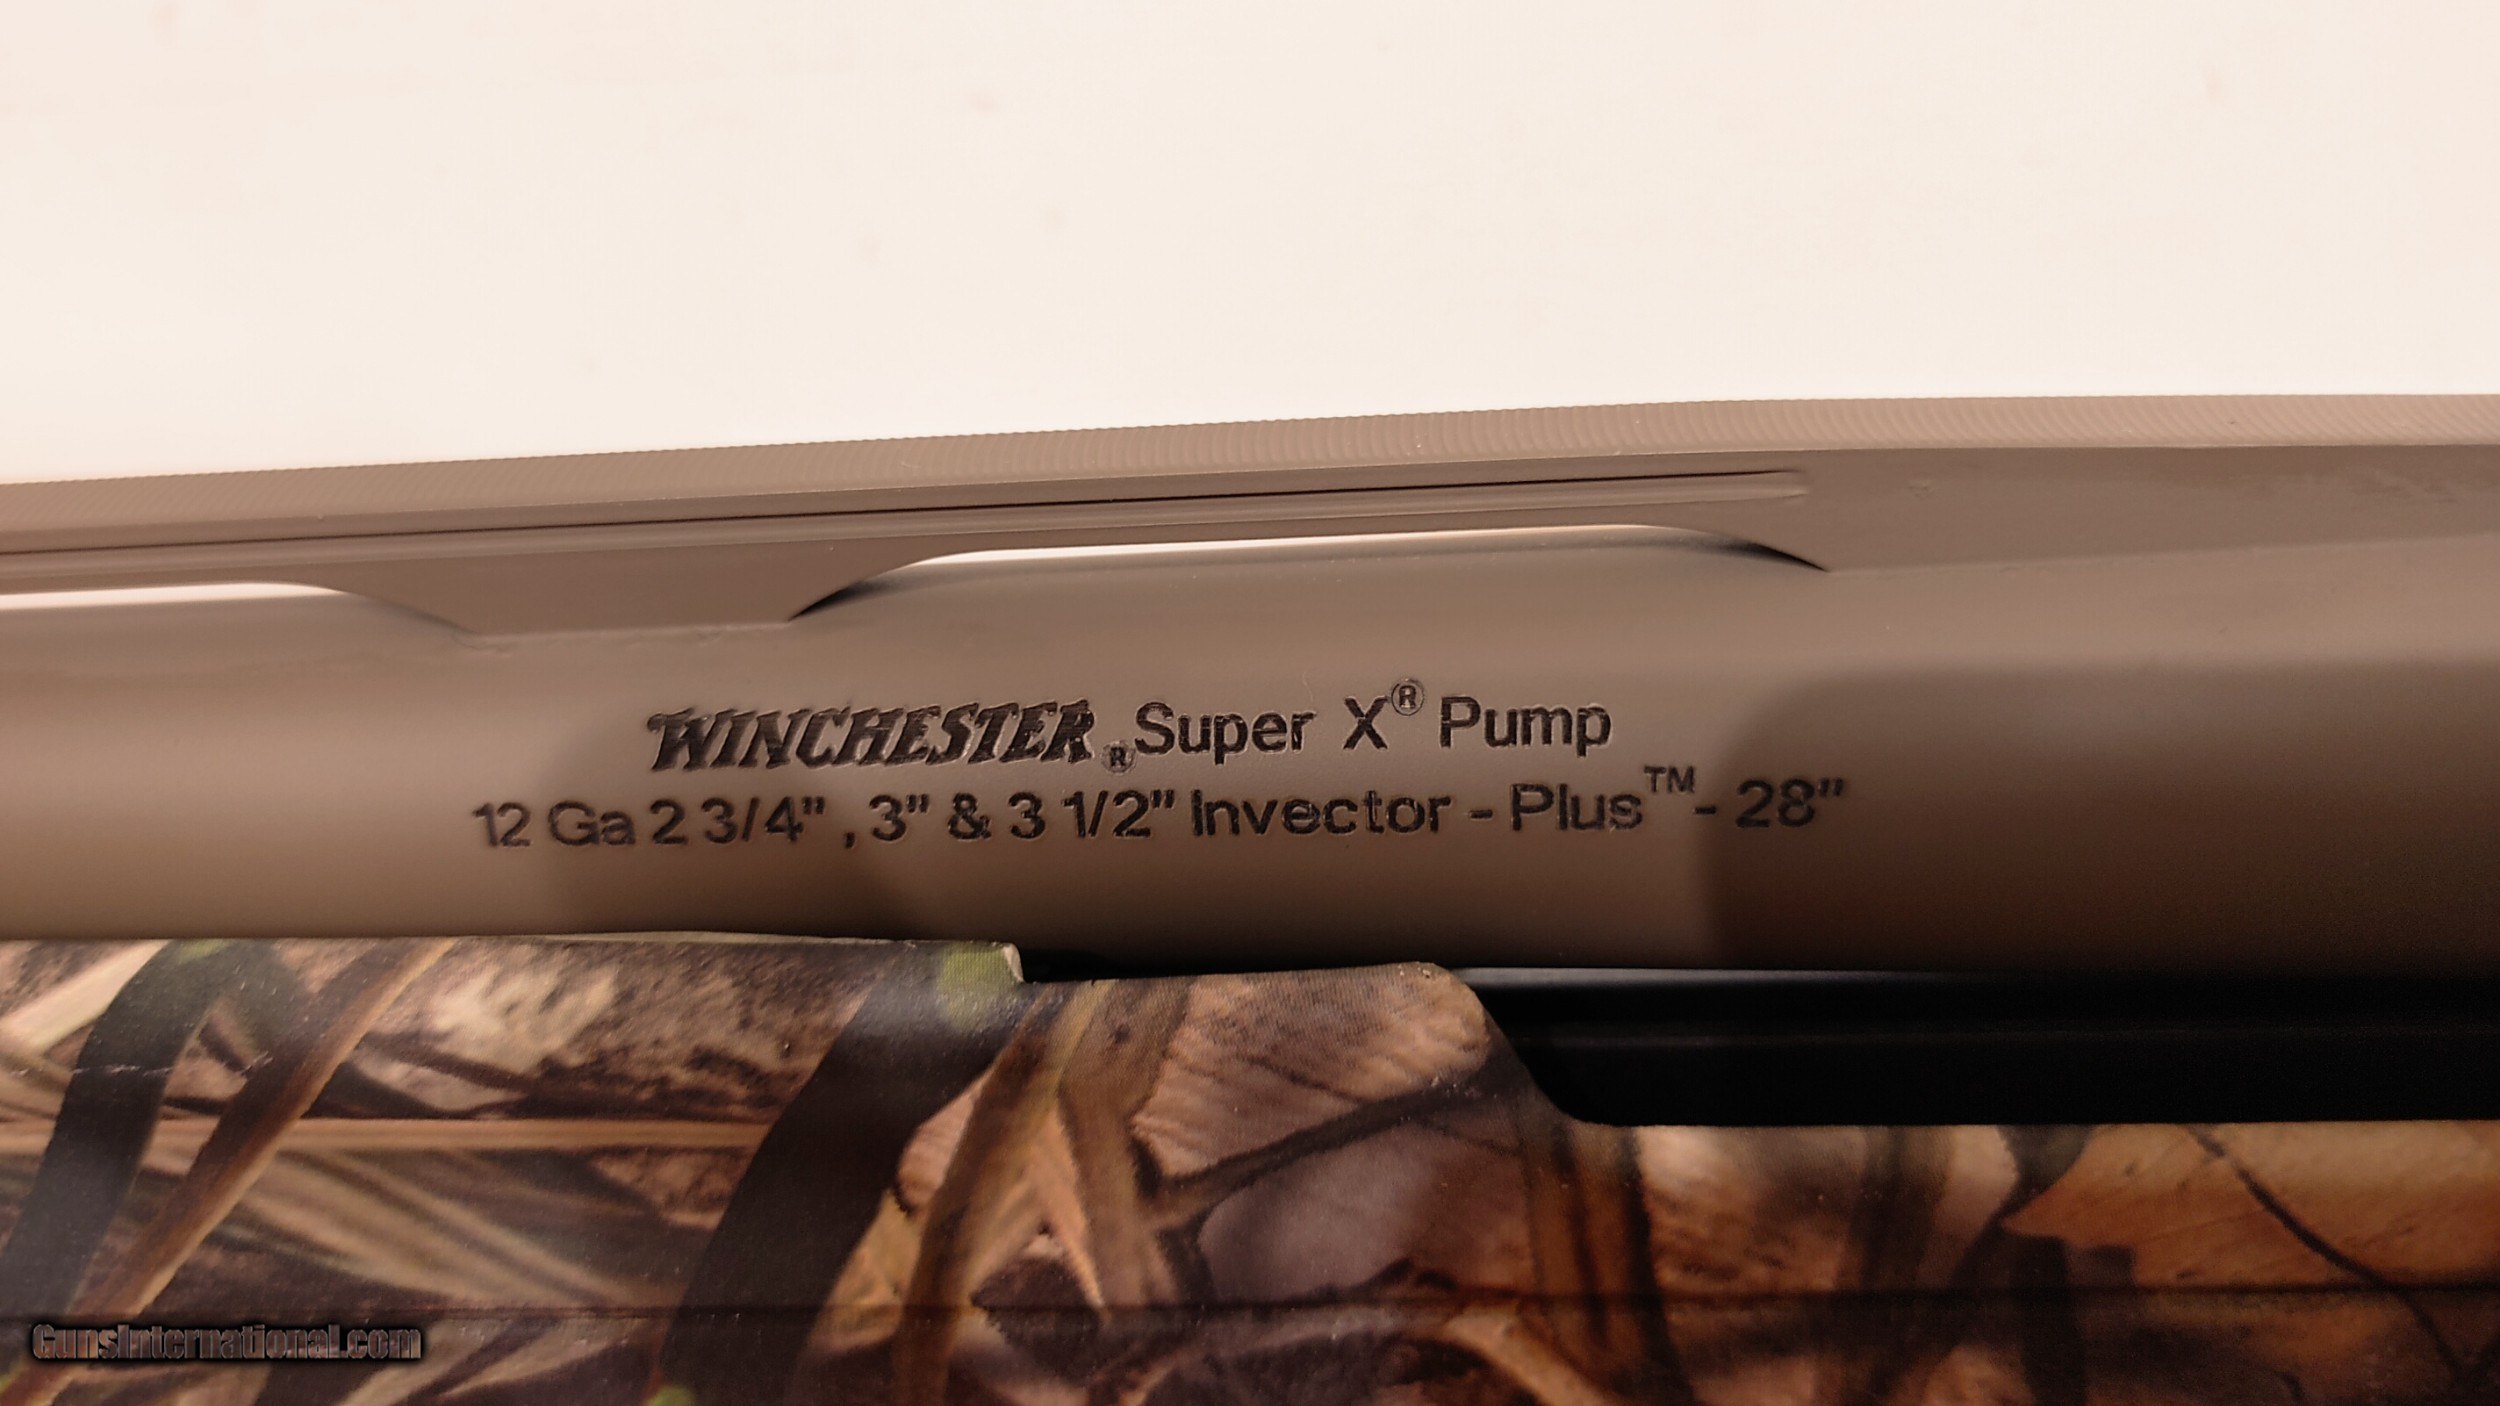 WINCHESTER® Super X® Pump
12 Ga 2 3/4" , 3" & 3 1/2" Invector - Plus™- 28"
GunsInternational.com